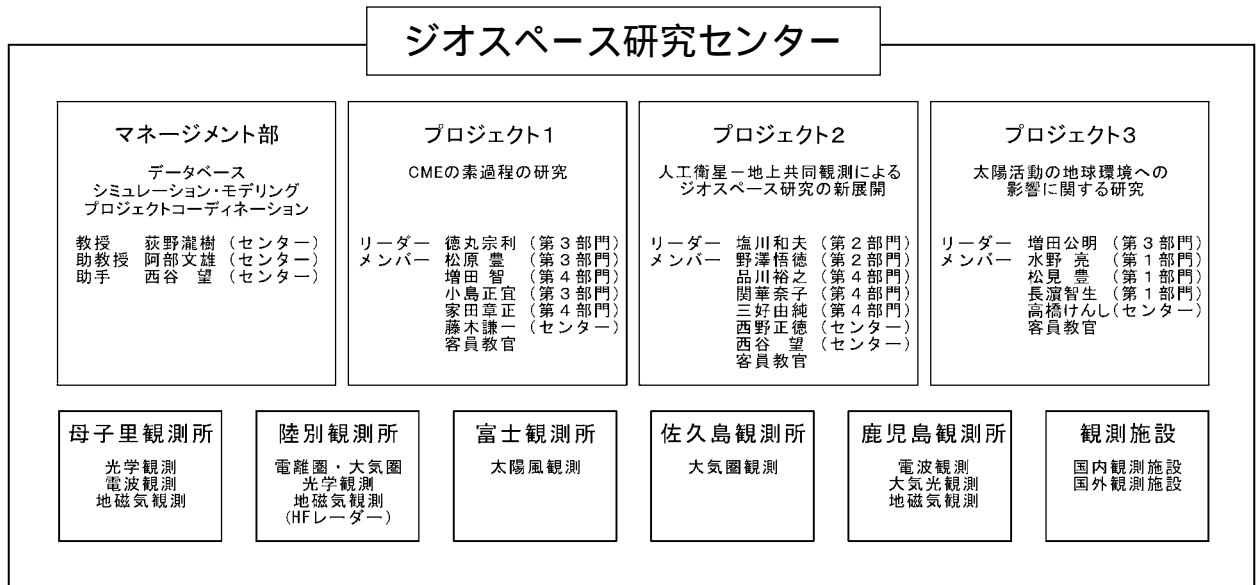 ジオスペース研究センター
マネージメント部
データベース
シミュレーション・モデリング
プロジェクトコーディネーション
教授 荻野瀧樹 (センター)
助教授 阿部文雄 (センター)
助手 西谷 望 (センター)
プロジェクト1
CMEの素過程の研究
リーダー 徳丸宗利 (第3部門)
メンバー 松原 豊 (第3部門)
増田 智 (第4部門)
小島正宜 (第3部門)
家田章正 (第4部門)
藤木謙一 (センター)
客員教官
プロジェクト2
人工衛星-地上共同観測による
ジオスペース研究の新展開
リーダー 塩川和夫 (第2部門)
メンバー 野澤悟徳 (第2部門)
品川裕之 (第4部門)
関華奈子 (第4部門)
三好由純 (第4部門)
西野正徳 (センター)
西谷 望 (センター)
客員教官
プロジェクト3
太陽活動の地球環境への
影響に関する研究
リーダー 増田公明 (第3部門)
メンバー 水野 亮 (第1部門)
松見 豊 (第1部門)
長濵智生 (第1部門)
高橋けんし(センター)
客員教官
母子里観測所
光学観測
電波観測
地磁気観測
陸別観測所
電離圏・大気圏
光学観測
地磁気観測
(HFレーダー)
富士観測所
太陽風観測
佐久島観測所
大気圏観測
鹿児島観測所
電波観測
大気光観測
地磁気観測
観測施設
国内観測施設
国外観測施設